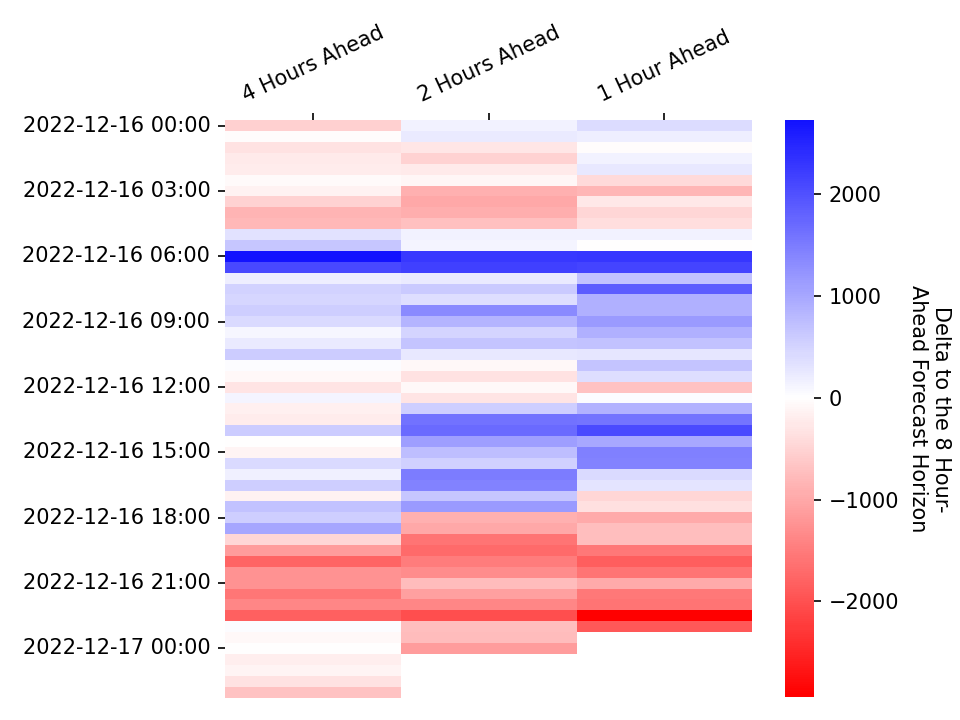 4 Hours Ahead
2 Hours Ahead
1 Hour Ahead
2022-12-16 00:00
2022-12-16 03:00
2022-12-16 06:00
2022-12-16 09:00
2022-12-16 12:00
2022-12-16 15:00
2022-12-16 18:00
2022-12-16 21:00
2022-12-17 00:00
2000
1000
0
−1000
−2000
Delta to the 8 Hour-
Ahead Forecast Horizon